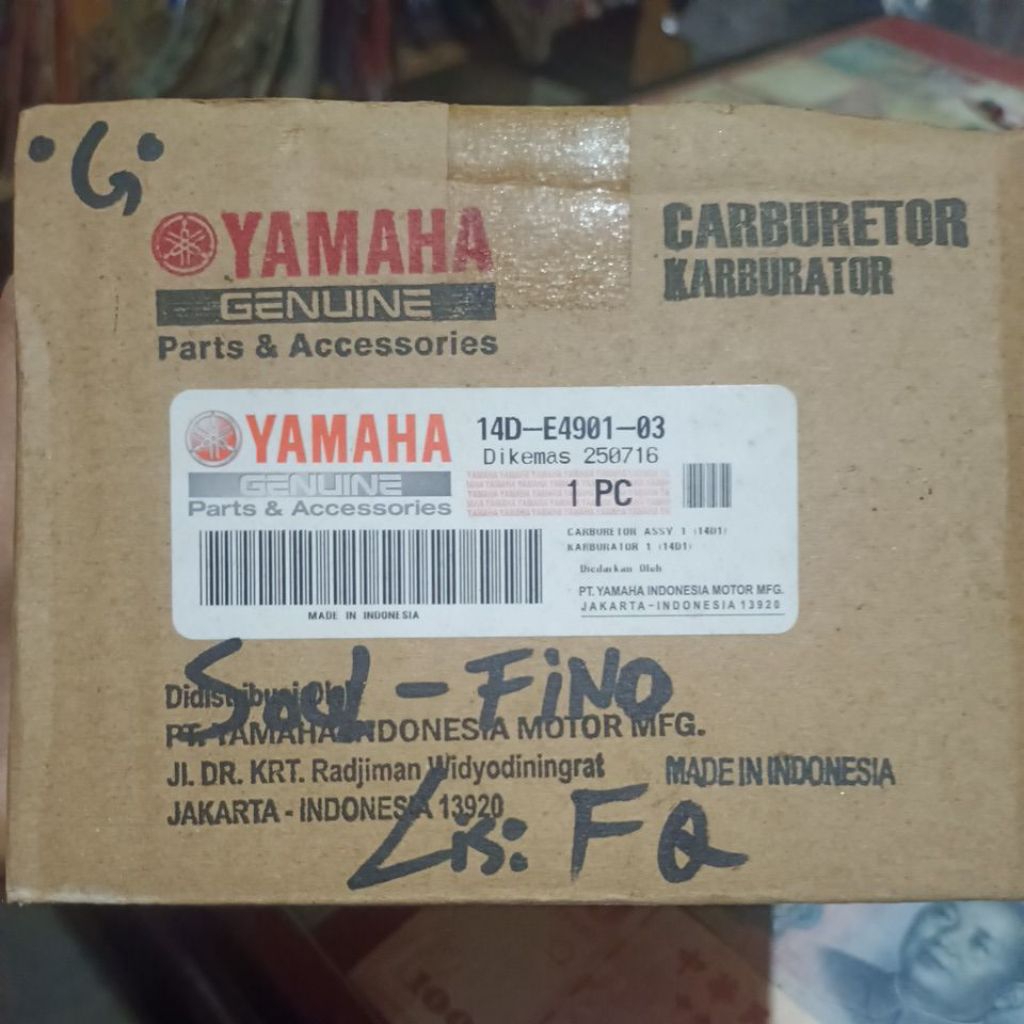 G
YAMAHA
CARBURETOR
KARBURATOR
GENUINE
Parts & Accessories
YAMAHA
14D-E4901-03
Dikemas 250716
GENUINE
1 PC
Parts & Accessories
CARBURETOR ASSY 1 (14D1)
KARBURATOR 1 (14D1)
Diedarkan Oleh
PT. YAMAHA INDONESIA MOTOR MFG.
JAKARTA-INDONESIA 13920
MADE IN INDONESIA
Soul - FiNO
Didistribusi Oleh
PT. YAMAHA INDONESIA MOTOR MFG.
Jl. DR. KRT. Radjiman Widyodiningrat
MADE IN INDONESIA
JAKARTA - INDONESIA 13920
Lis: FQ